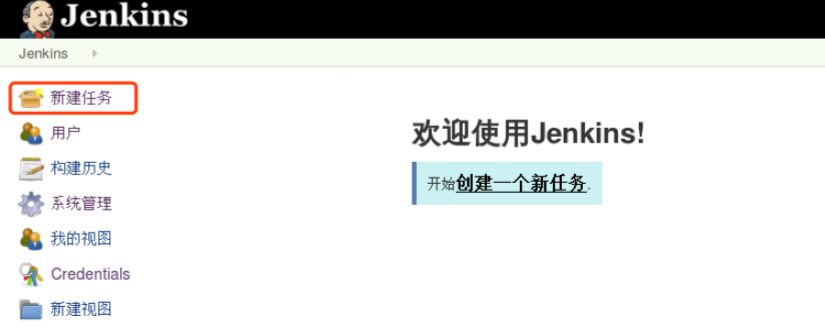 Jenkins
Jenkins
新建任务
用户
构建历史
系统管理
我的视图
Credentials
新建视图
欢迎使用Jenkins!
开始创建一个新任务.